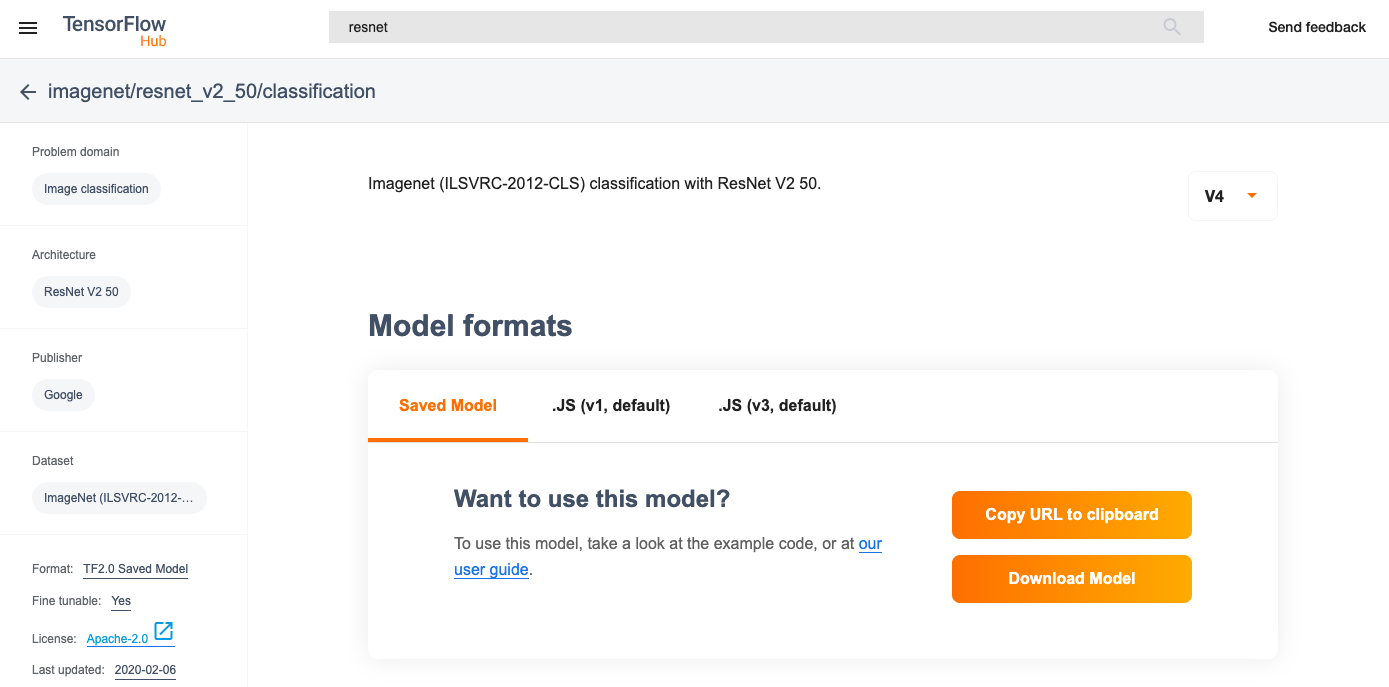 TensorFlow
Hub
resnet
Send feedback
imagenet/resnet_v2_50/classification
Problem domain
Image classification
Architecture
ResNet V2 50
Publisher
Google
Dataset
ImageNet (ILSVRC-2012-...
Format: TF2.0 Saved Model
Fine tunable: Yes
License: Apache-2.0
Last updated: 2020-02-06
Imagenet (ILSVRC-2012-CLS) classification with ResNet V2 50.
V4
Model formats
Saved Model .JS (v1, default) .JS (v3, default)
Want to use this model?
To use this model, take a look at the example code, or at our
user guide.
Copy URL to clipboard
Download Model